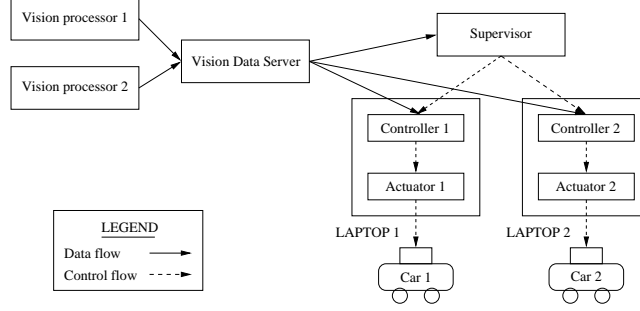 Vision processor 1
Supervisor
Vision Data Server
Vision processor 2
Controller 1
Controller 2
Actuator 1
Actuator 2
LEGEND
Data flow
Control flow
LAPTOP 1
LAPTOP 2
Car 1
Car 2